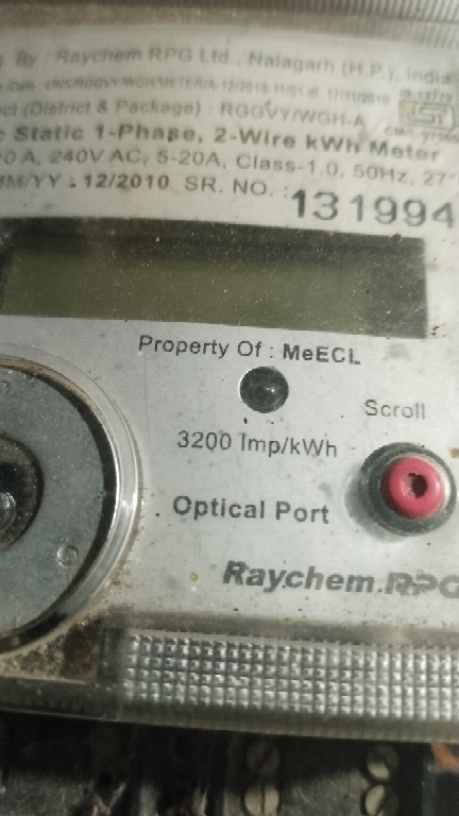 By : Raychem RPG Ltd., Nalagarh (H.P.), India
(District & Package) : RGGVY/WGH-A
Static 1-Phase, 2-Wire kWh Meter
0 A, 240V AC, 5-20A, Class-1.0, 50Hz, 27°
MM/YY : 12/2010 SR. NO. : 131994
Property Of : MeECL
Scroll
3200 Imp/kWh
Optical Port
Raychem RPG